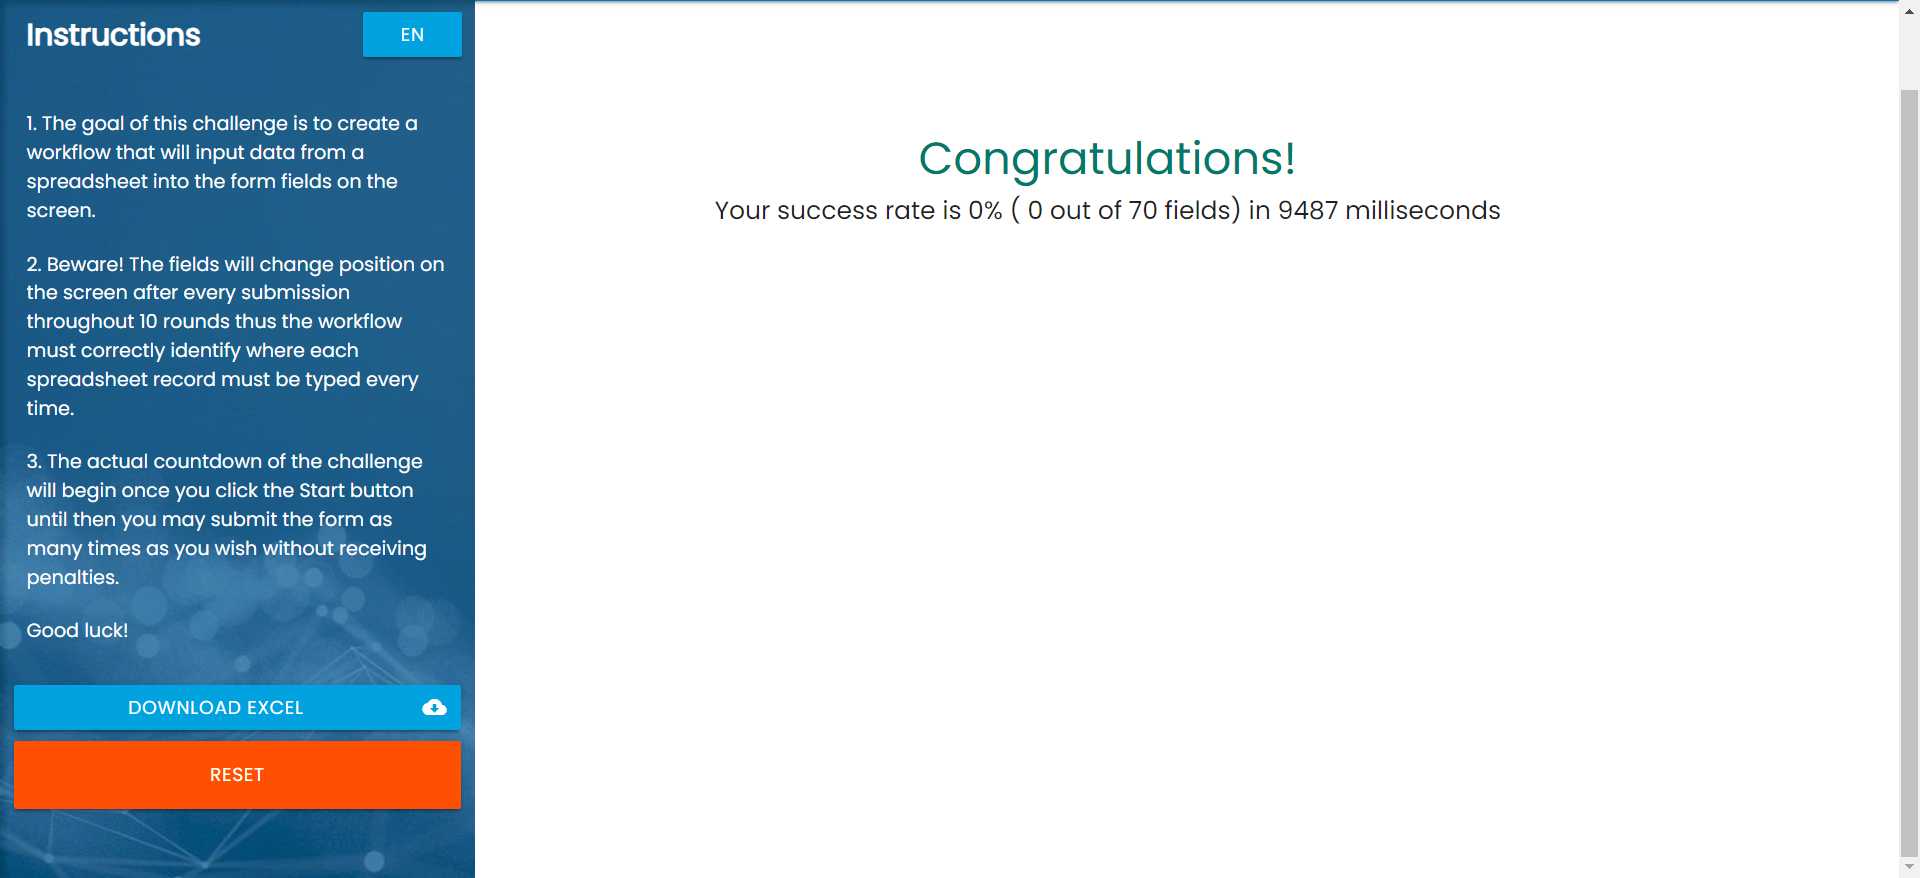 Instructions
EN
1. The goal of this challenge is to create a
workflow that will input data from a
spreadsheet into the form fields on the
screen.
2. Beware! The fields will change position on
the screen after every submission
throughout 10 rounds thus the workflow
must correctly identify where each
spreadsheet record must be typed every
time.
3. The actual countdown of the challenge
will begin once you click the Start button
until then you may submit the form as
many times as you wish without receiving
penalties.
Good luck!
DOWNLOAD EXCEL
RESET
Congratulations!
Your success rate is 0% ( 0 out of 70 fields) in 9487 milliseconds